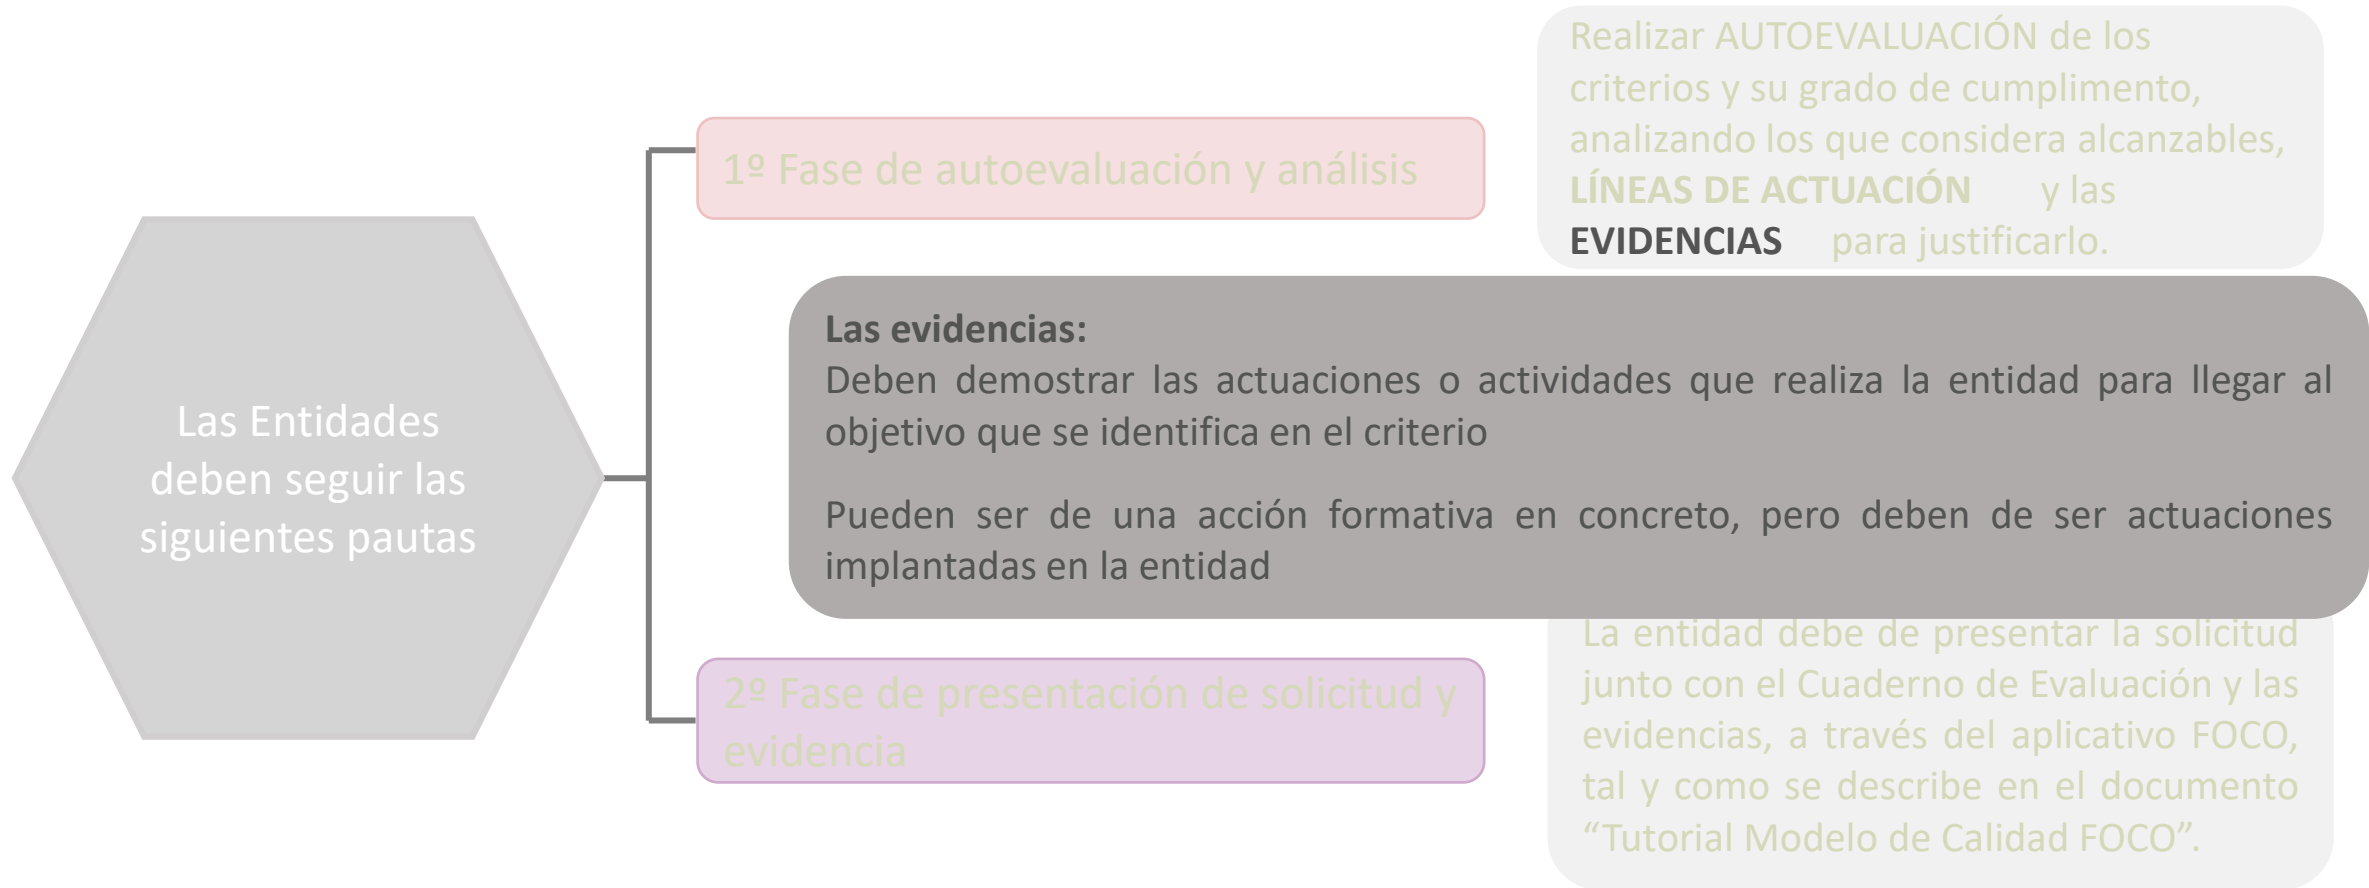 Las Entidades
deben seguir las
siguientes pautas
1º Fase de autoevaluación y análisis
Realizar AUTOEVALUACIÓN de los
criterios y su grado de cumplimento,
analizando los que considera alcanzables,
LÍNEAS DE ACTUACIÓN y las
EVIDENCIAS para justificarlo.
Las evidencias:
Deben demostrar las actuaciones o actividades que realiza la entidad para llegar al
objetivo que se identifica en el criterio
Pueden ser de una acción formativa en concreto, pero deben de ser actuaciones
implantadas en la entidad
2º Fase de presentación de solicitud y
evidencia
La entidad debe de presentar la solicitud
junto con el Cuaderno de Evaluación y las
evidencias, a través del aplicativo FOCO,
tal y como se describe en el documento
“Tutorial Modelo de Calidad FOCO”.